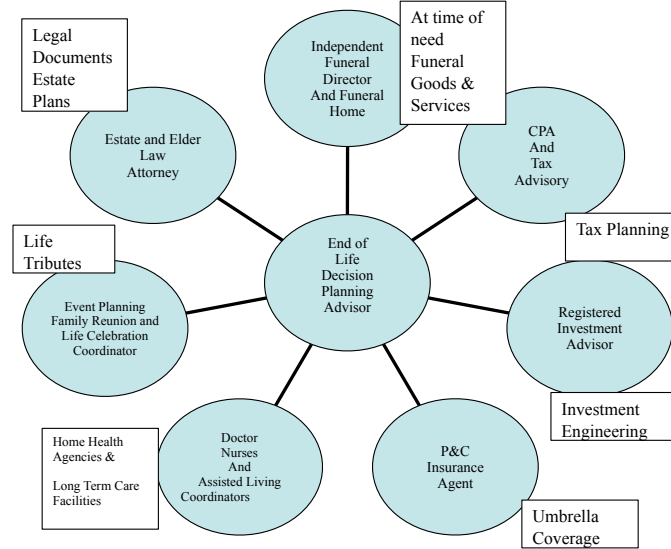 Legal
Documents
Estate
Plans
Independent
Funeral
Director
And Funeral
Home
At time of
need
Funeral
Goods &
Services
Estate and Elder
Law
Attorney
CPA
And
Tax
Advisory
Life
Tributes
End of
Life
Decision
Planning
Advisor
Tax Planning
Event Planning
Family Reunion and
Life Celebration
Coordinator
Registered
Investment
Advisor
Home Health
Agencies &
Long Term Care
Facilities
Doctor
Nurses
And
Assisted Living
Coordinators
P&C
Insurance
Agent
Investment
Engineering
Umbrella
Coverage